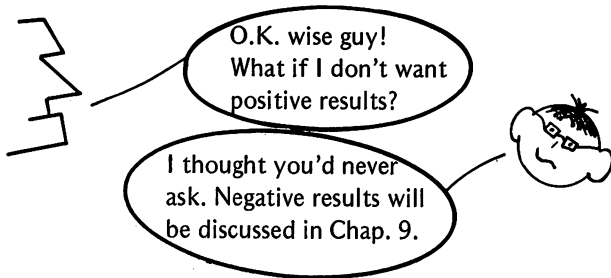 O.K. wise guy!
What if I don't want
positive results?
I thought you'd never
ask. Negative results will
be discussed in Chap. 9.